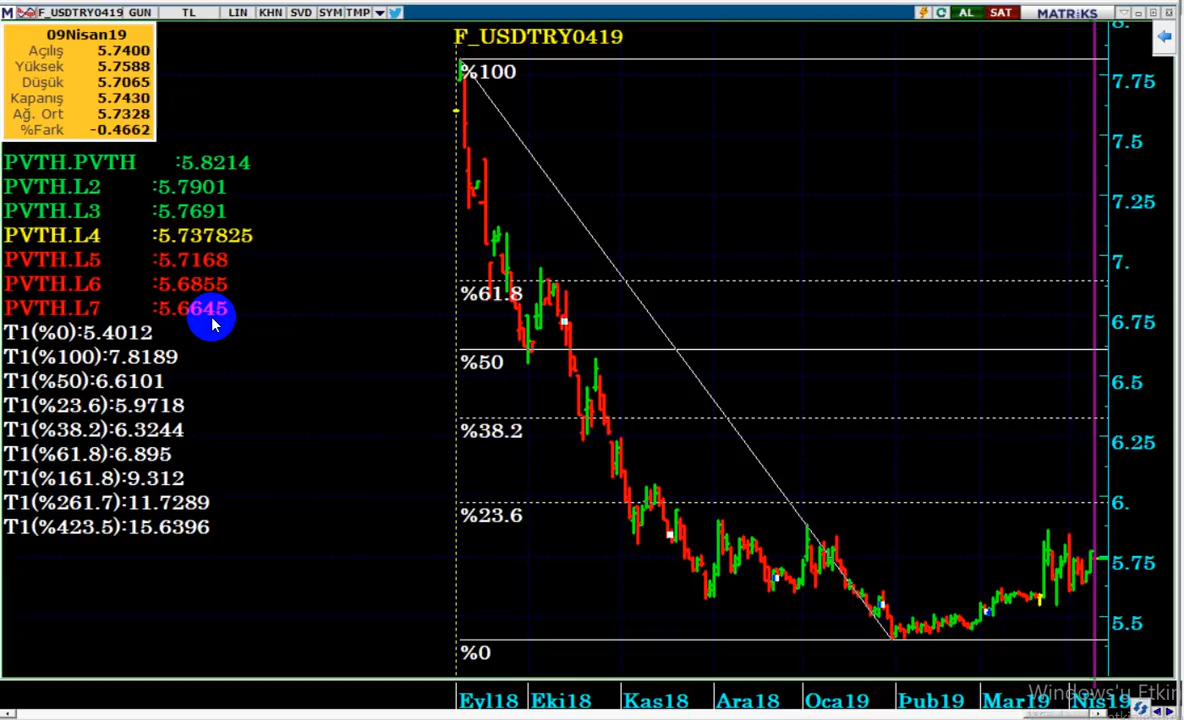 M F_USDTRY0419 GUN TL LIN KHN SVD SYM TMP AL SAT MATRiKS
09Nisan19
Açılış 5.7400
Yüksek 5.7588
Düşük 5.7065
Kapanış 5.7430
Ağ. Ort 5.7328
%Fark -0.4662
PVTH.PVTH :5.8214
PVTH.L2 :5.7901
PVTH.L3 :5.7691
PVTH.L4 :5.737825
PVTH.L5 :5.7168
PVTH.L6 :5.6855
PVTH.L7 :5.6645
T1(%0):5.4012
T1(%100):7.8189
T1(%50):6.6101
T1(%23.6):5.9718
T1(%38.2):6.3244
T1(%61.8):6.895
T1(%161.8):9.312
T1(%261.7):11.7289
T1(%423.5):15.6396
F_USDTRY0419
%100
%61.8
%50
%38.2
%23.6
%0
8.
7.75
7.5
7.25
7.
6.75
6.5
6.25
6.
5.75
5.5
Eyl18 Eki18 Kas18 Ara18 Oca19 Þub19 Mar19 Nis19
Windows'u Etkin